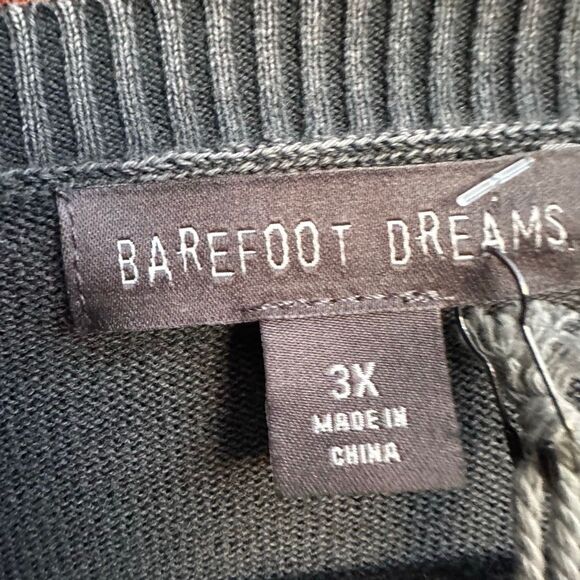 BAREFOOT DREAMS.
3X
MADE IN
CHINA